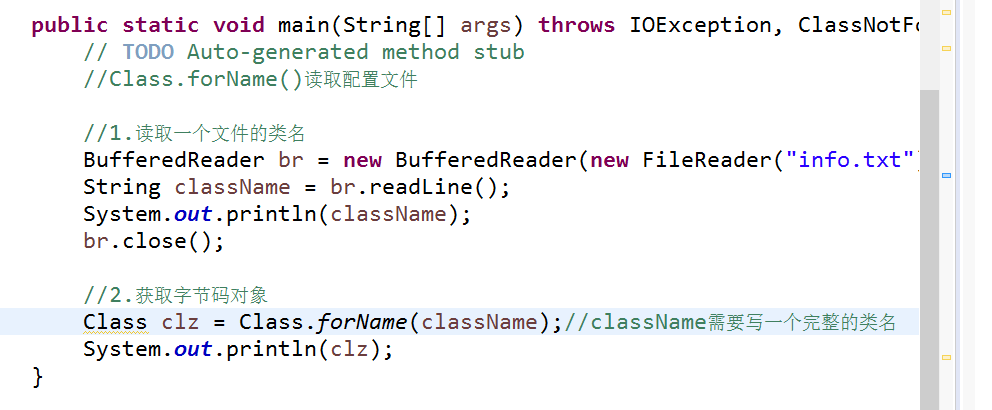 public static void main(String[] args) throws IOException, ClassNotFo
// TODO Auto-generated method stub
//Class.forName()读取配置文件
//1.读取一个文件的类名
BufferedReader br = new BufferedReader(new FileReader("info.txt")
String className = br.readLine();
System.out.println(className);
br.close();
//2.获取字节码对象
Class clz = Class.forName(className);//className需要写一个完整的类名
System.out.println(clz);
}